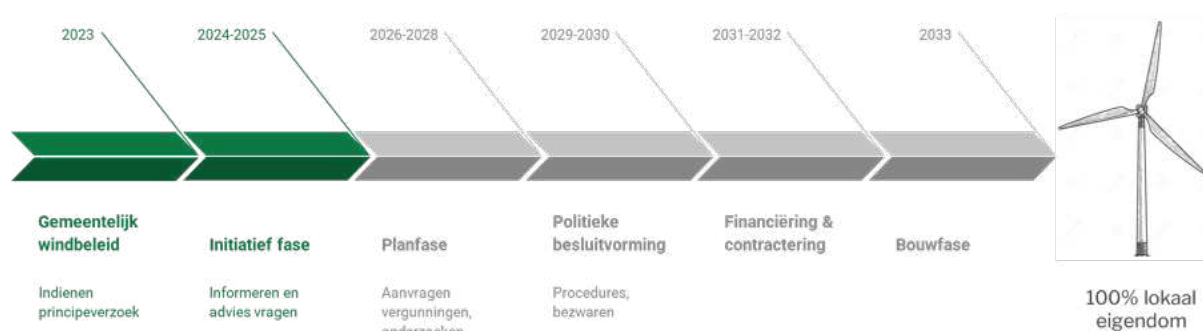 2023
2024-2025
2026-2028
2029-2030
2031-2032
2033
Gemeentelijk
windbeleid
Initiatief fase
Planfase
Politieke
besluitvorming
Financiëring &
contractering
Bouwfase
Indienen
principeverzoek
Informeren en
advies vragen
Aanvragen
vergunningen,
Procedures,
bezwaren
100% lokaal
eigendom